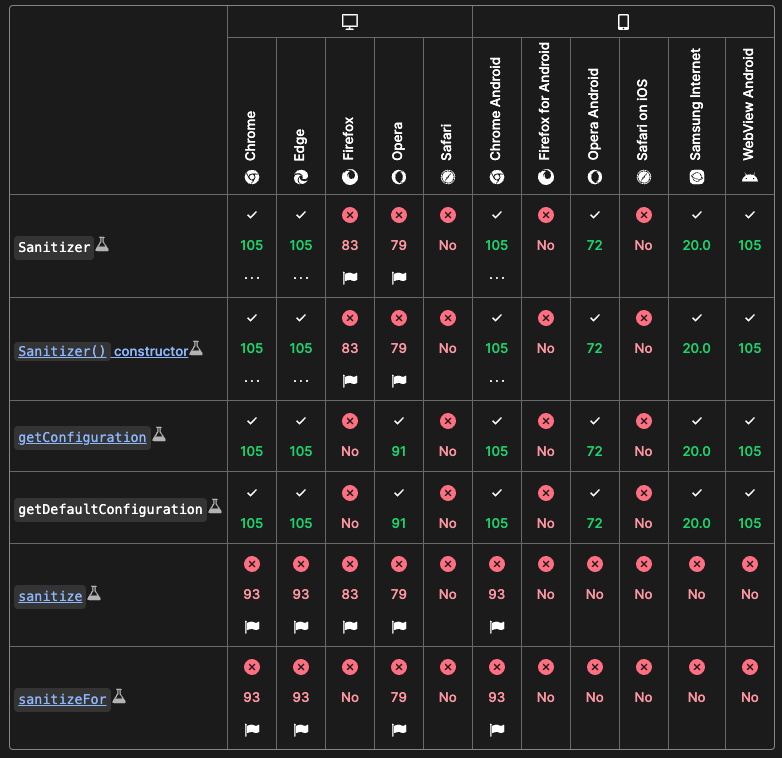 Chrome Edge Firefox Opera Safari Chrome Android Firefox for Android Opera Android Safari on iOS Samsung Internet WebView Android
Sanitizer
105 105 83 79 No 105 No 72 No 20.0 105
... ... ...
Sanitizer() constructor
105 105 83 79 No 105 No 72 No 20.0 105
... ... ...
getConfiguration
105 105 No 91 No 105 No 72 No 20.0 105
getDefaultConfiguration
105 105 No 91 No 105 No 72 No 20.0 105
sanitize
93 93 83 79 No 93 No No No No No
sanitizeFor
93 93 No 79 No 93 No No No No No